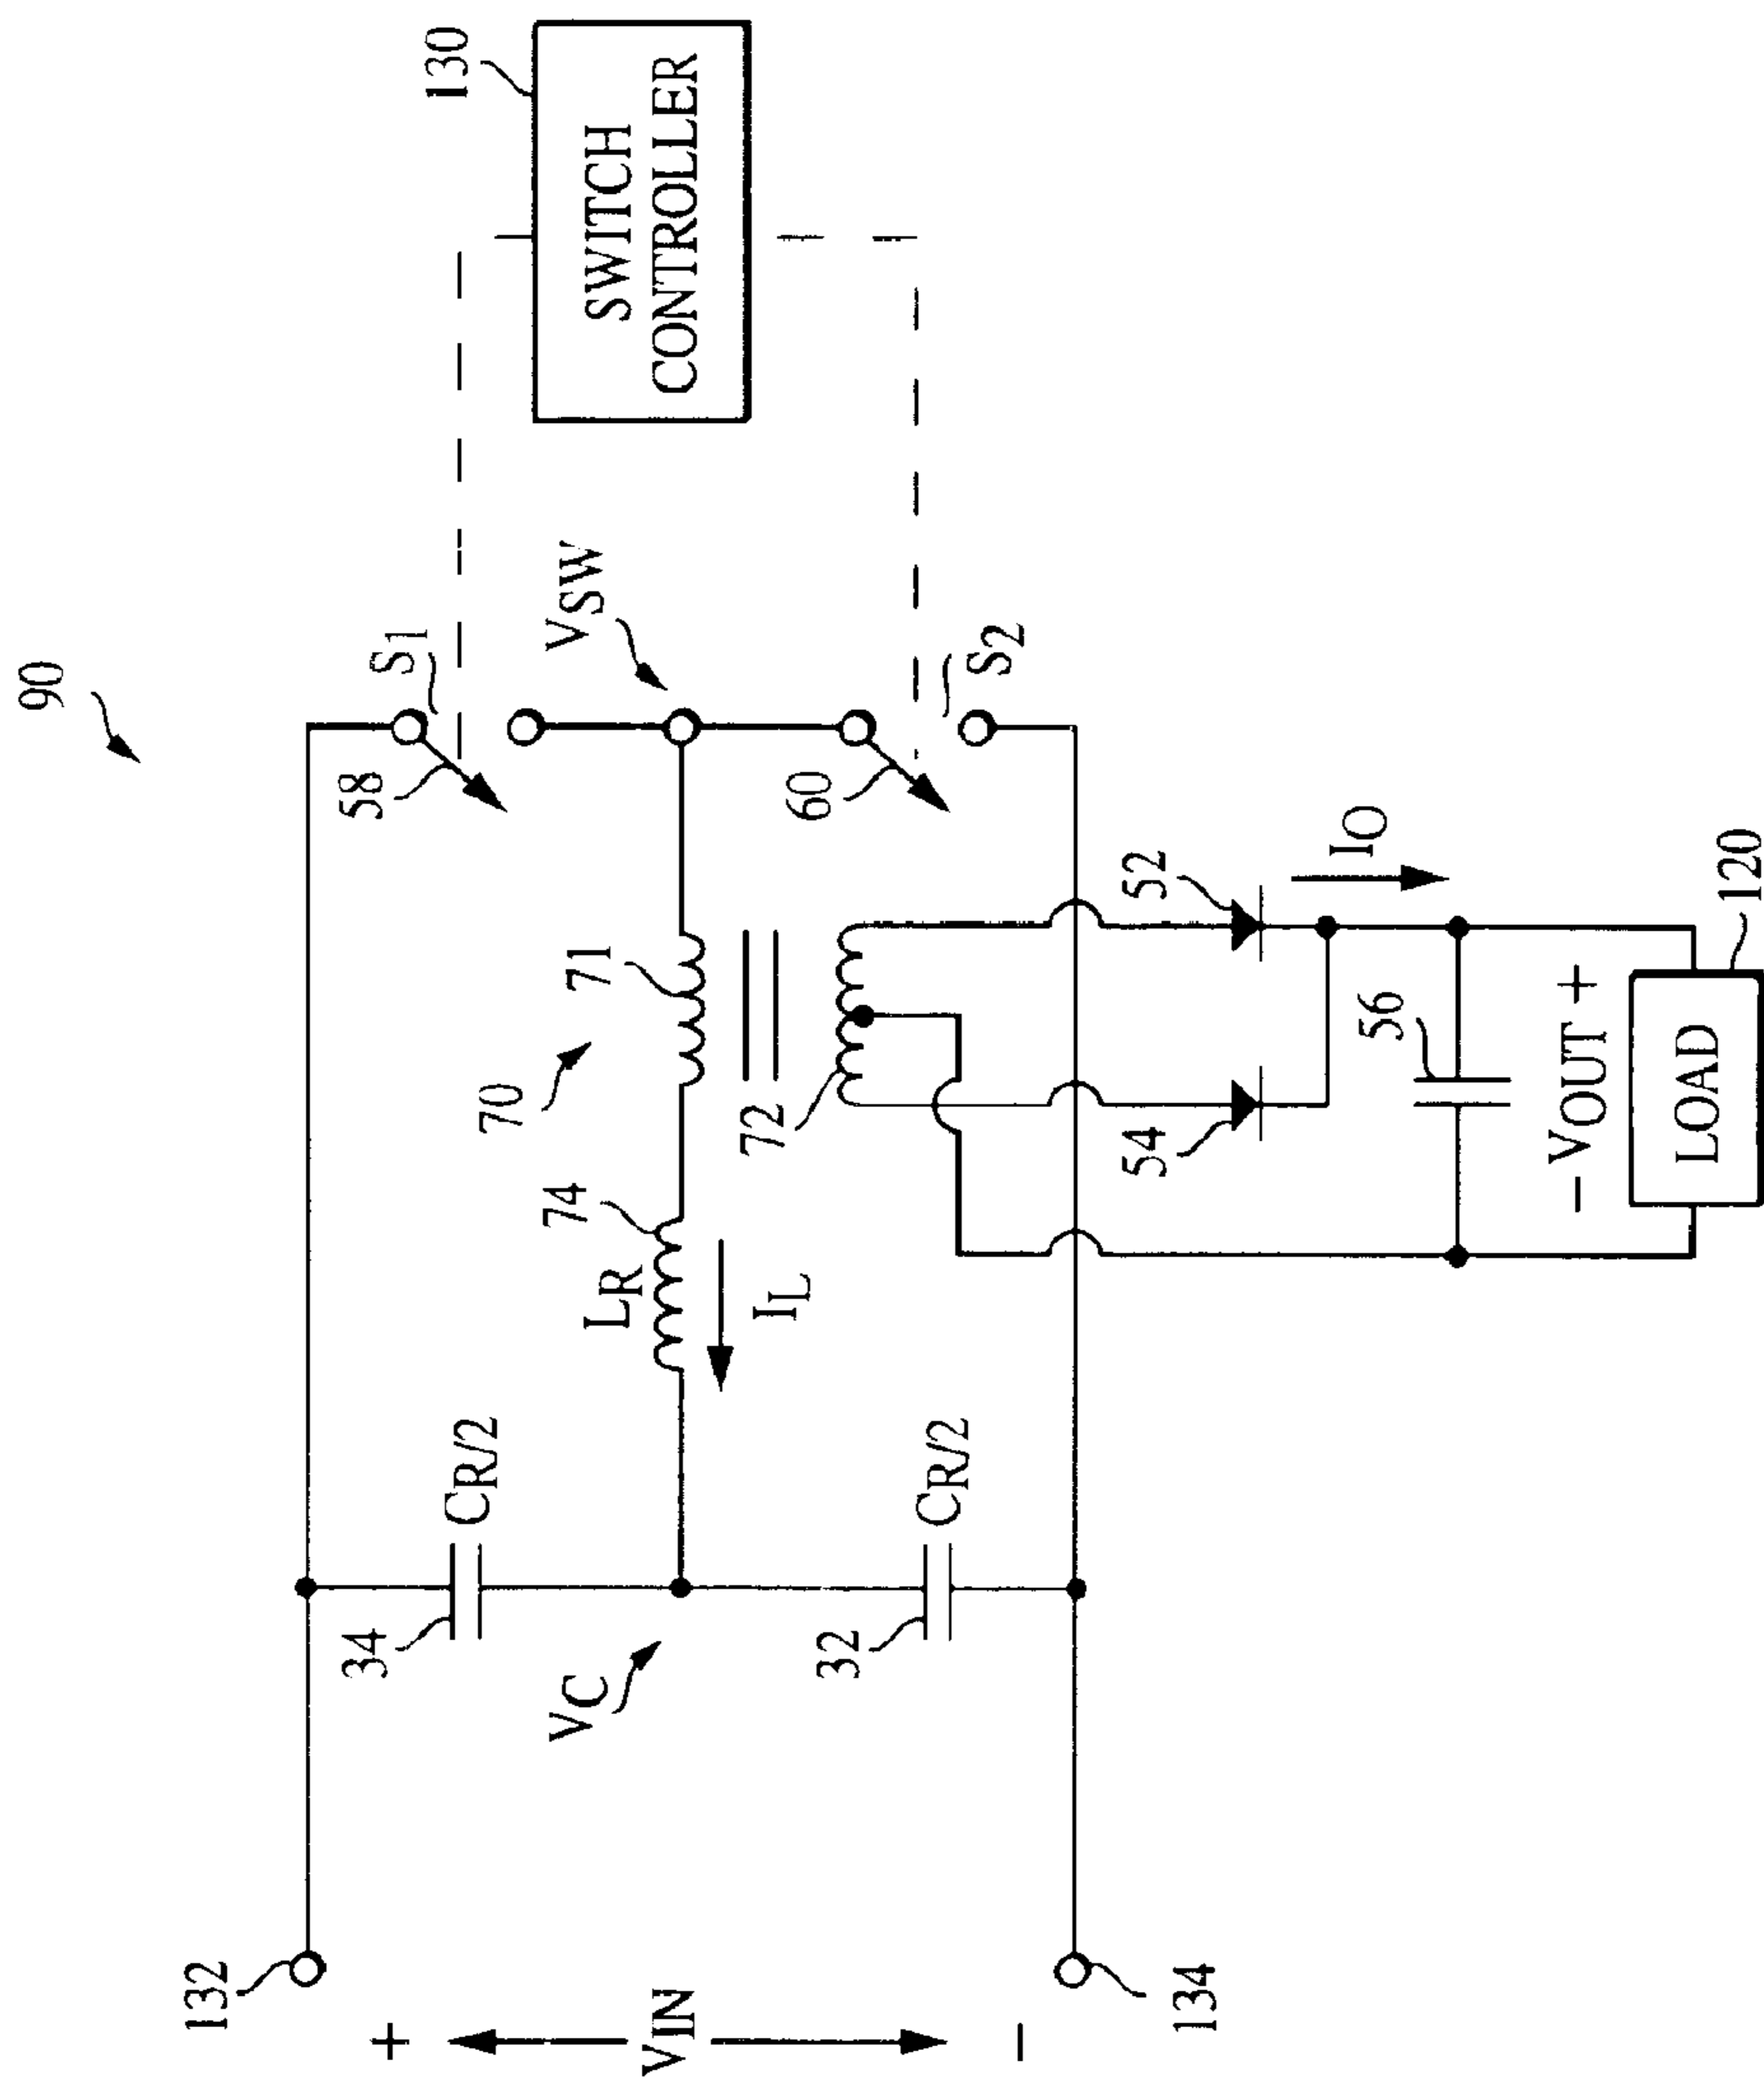 90
130
SWITCH
CONTROLLER
S1
58
VSW
60
S2
70
71
72
74
LR
IL
52
54
IO
34
CR/2
VC
32
CR/2
56
− VOUT +
LOAD
120
132
+
VIN
−
134